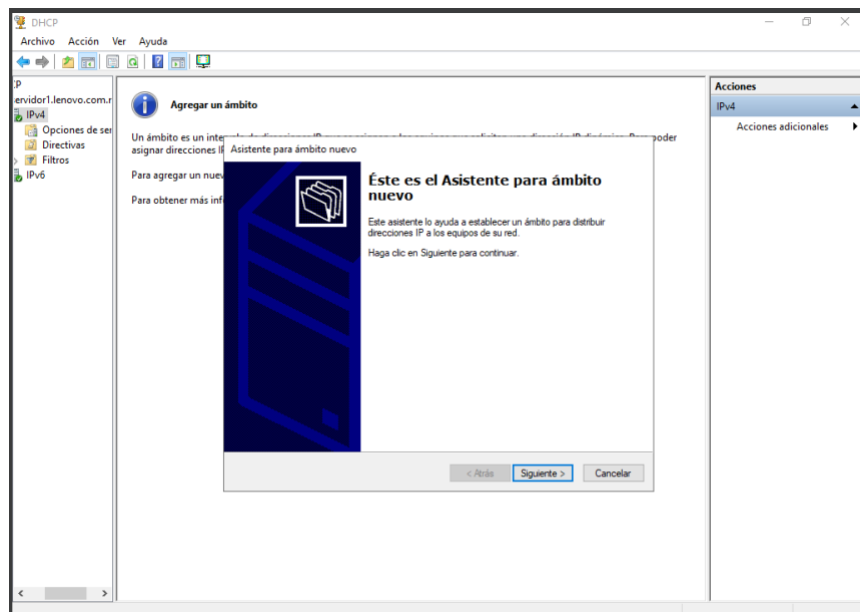 DHCP
Archivo Acción Ver Ayuda
:P
ervidor1.lenovo.com.r
IPv4
Opciones de ser
Directivas
Filtros
IPv6
Agregar un ámbito
Un ámbito es un inte
poder
asignar direcciones IF
Para agregar un nuev
Para obtener más inf
Asistente para ámbito nuevo
Éste es el Asistente para ámbito
nuevo
Este asistente lo ayuda a establecer un ámbito para distribuir
direcciones IP a los equipos de su red.
Haga clic en Siguiente para continuar.
< Atrás Siguiente > Cancelar
Acciones
IPv4
Acciones adicionales